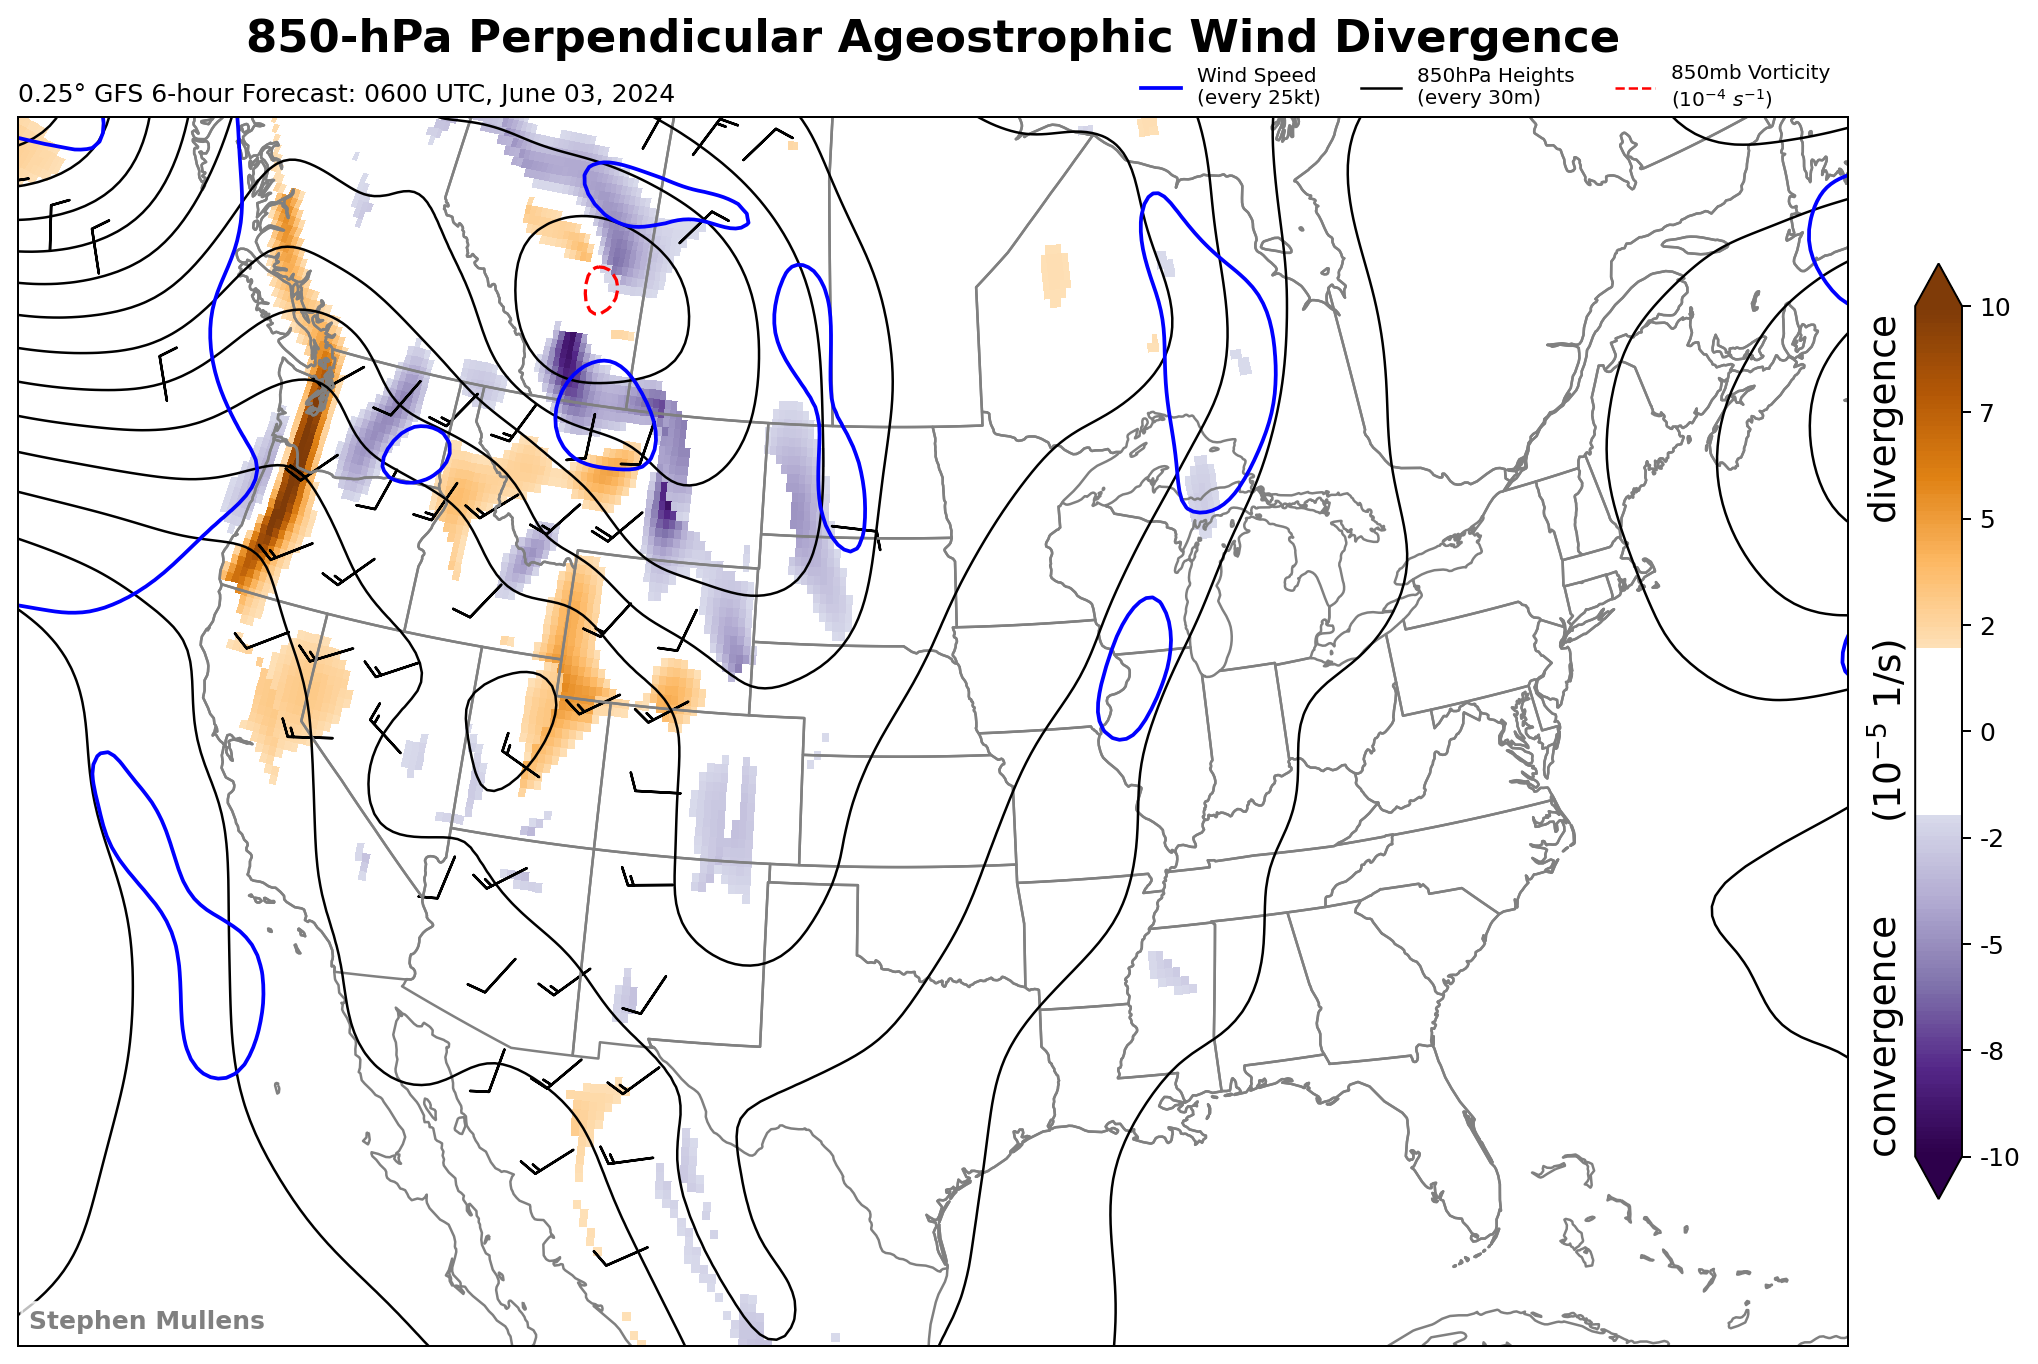 850-hPa Perpendicular Ageostrophic Wind Divergence
0.25° GFS 6-hour Forecast: 0600 UTC, June 03, 2024
Wind Speed
(every 25kt)
850hPa Heights
(every 30m)
850mb Vorticity
(10⁻⁴ s⁻¹)
10
7
5
2
0
-2
-5
-8
-10
convergence (10⁻⁵ 1/s) divergence
Stephen Mullens